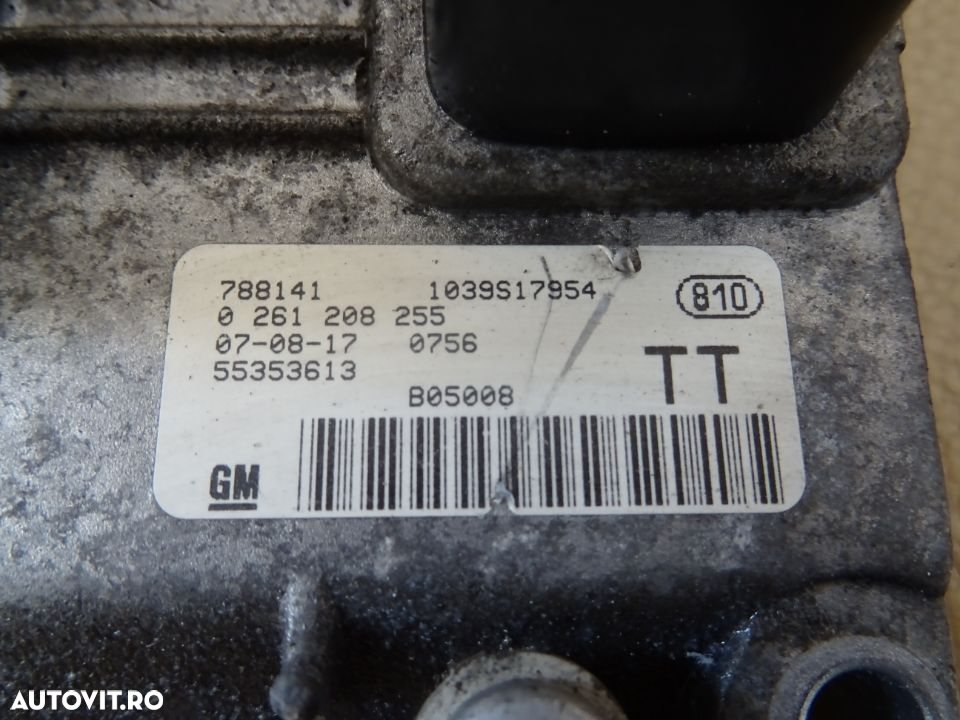 788141 1039S17954 810
0 261 208 255
07-08-17 0756
55353613 TT
B05008
GM
AUTOVIT.RO